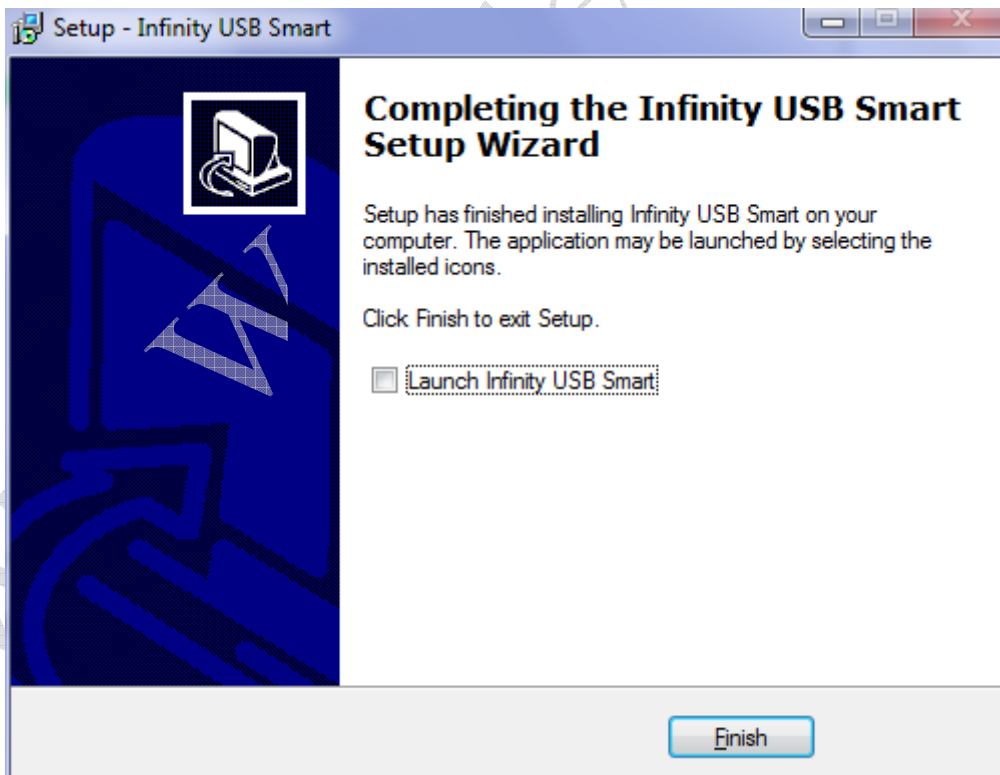 Setup - Infinity USB Smart
Completing the Infinity USB Smart
Setup Wizard
Setup has finished installing Infinity USB Smart on your
computer. The application may be launched by selecting the
installed icons.
Click Finish to exit Setup.
Launch Infinity USB Smart
Finish
W